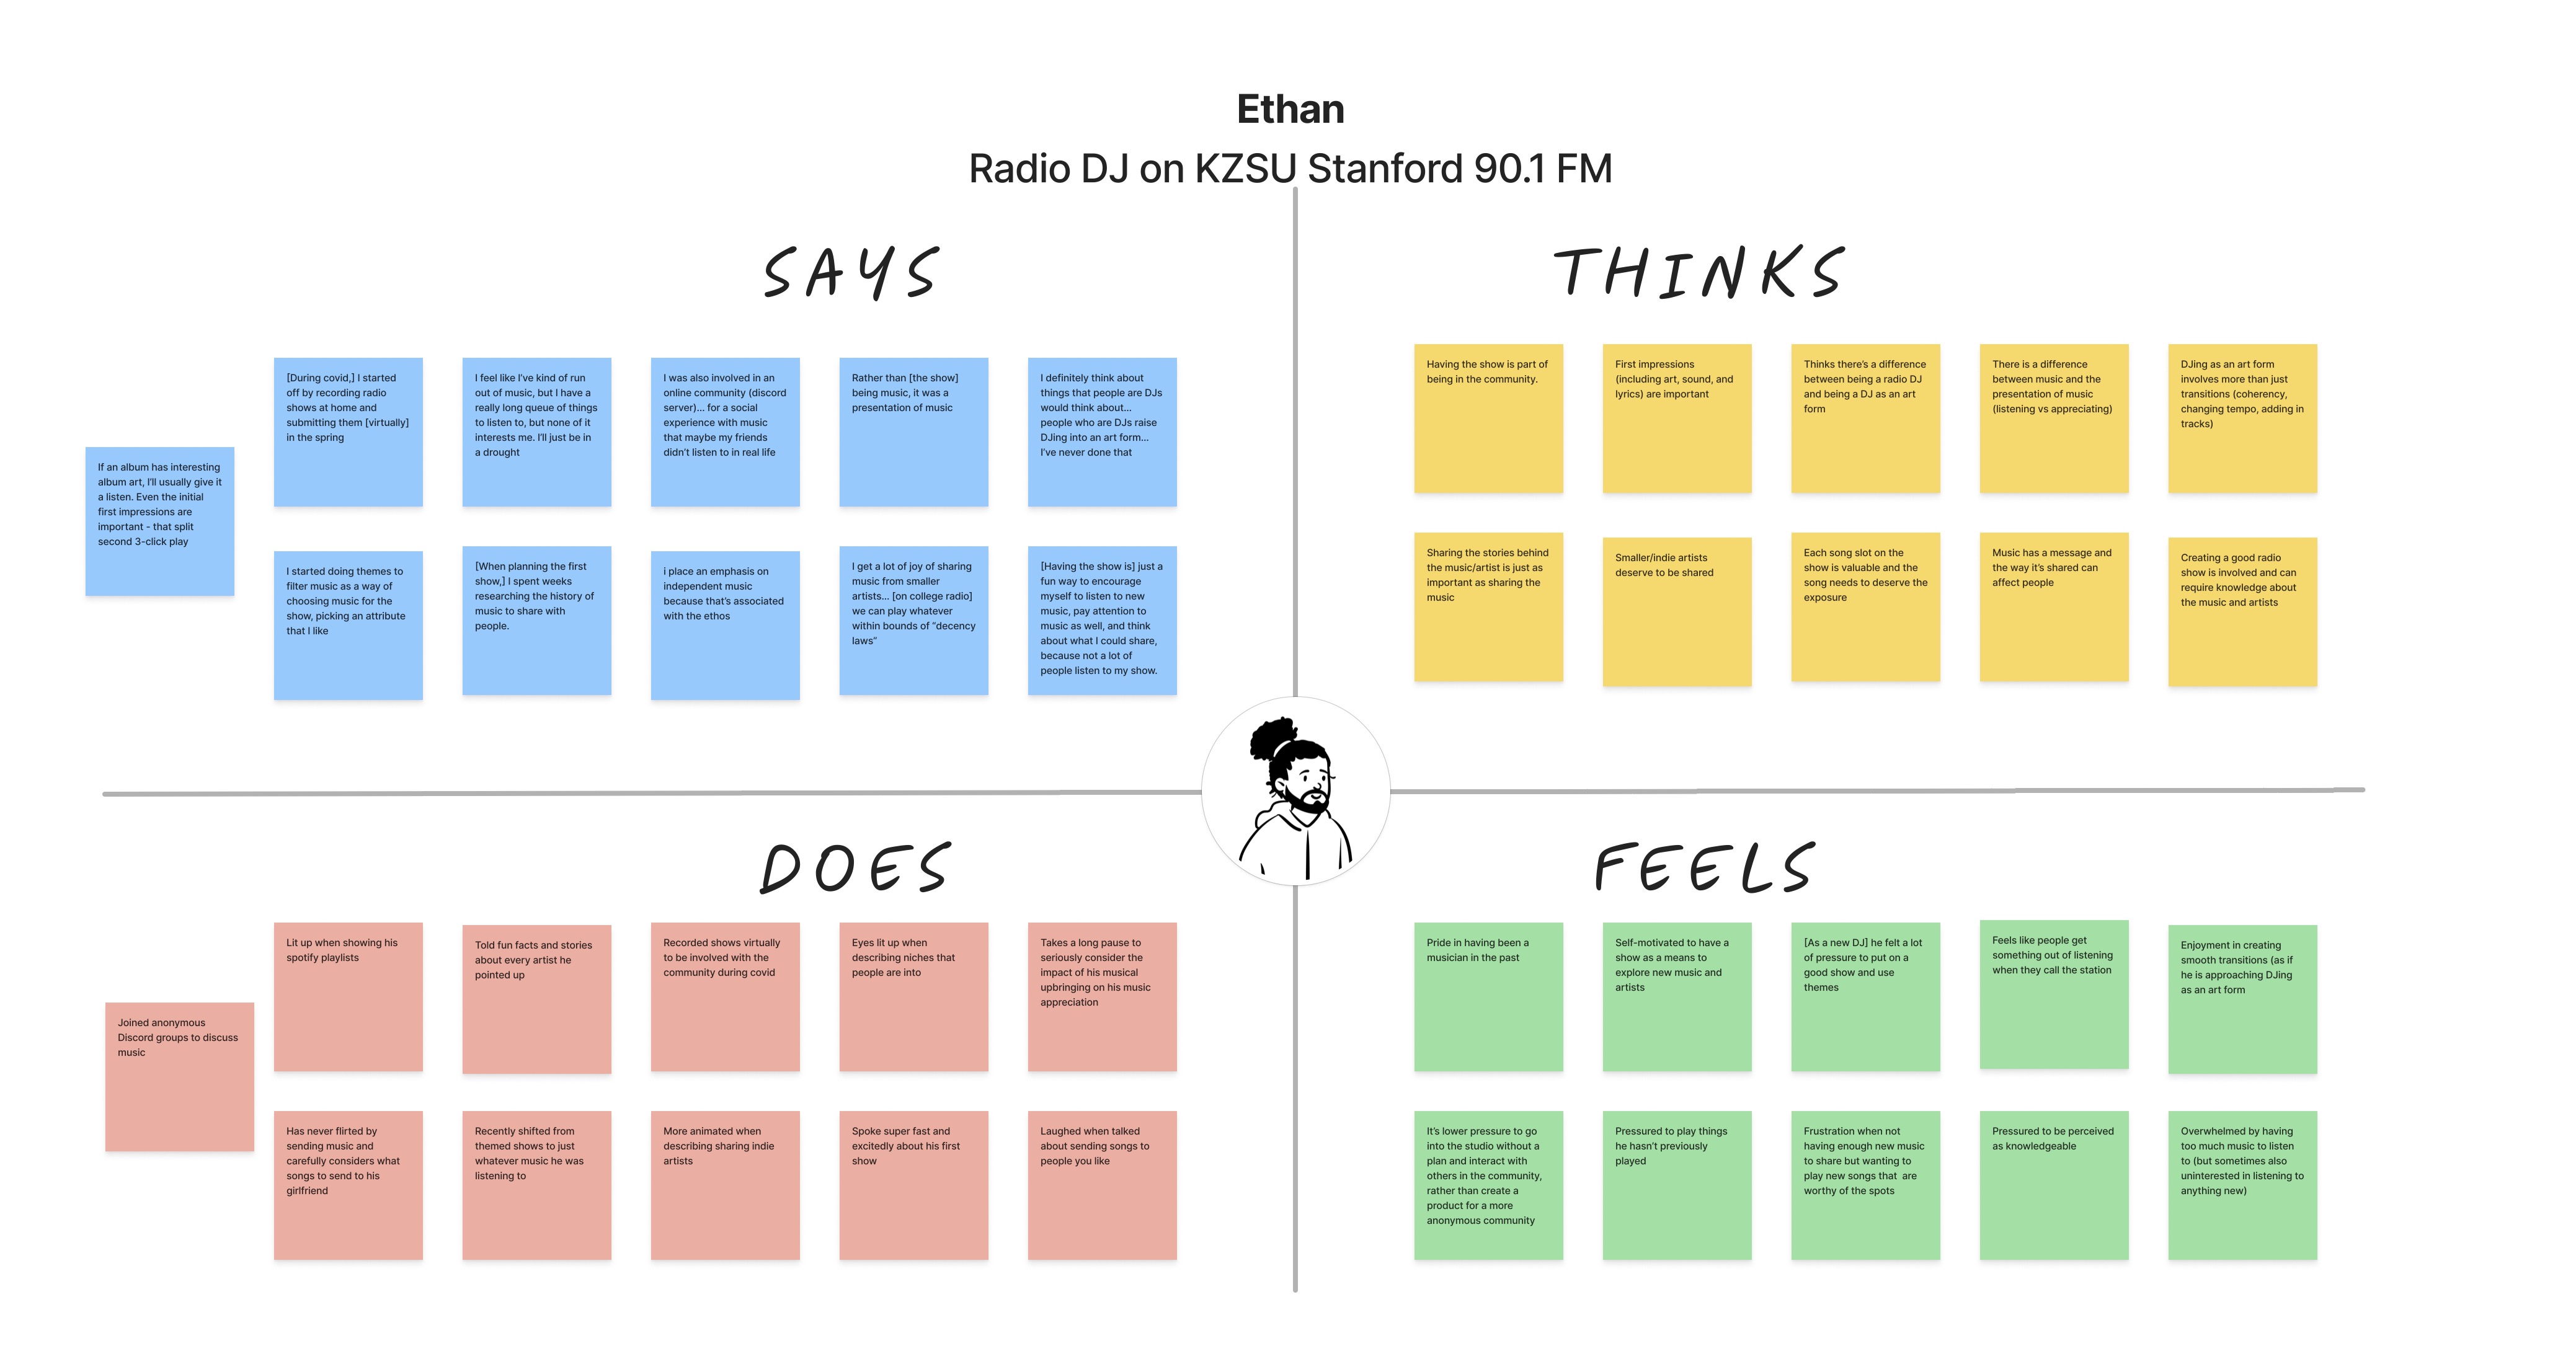 Ethan
Radio DJ on KZSU Stanford 90.1 FM
SAYS
If an album has interesting
album art, I'll usually give it
a listen. Even the initial
first impressions are
important - that split
second 3-click play
[During covid,] I started
off by recording radio
shows at home and
submitting them [virtually]
in the spring
I feel like I've kind of run
out of music, but I have a
really long queue of things
to listen to, but none of it
interests me. I'll just be in
a drought
I was also involved in an
online community (discord
server)... for a social
experience with music
that maybe my friends
didn't listen to in real life
Rather than [the show]
being music, it was a
presentation of music
I definitely think about
things that people are DJs
would think about...
people who are DJs raise
DJing into an art form...
I've never done that
I started doing themes to
filter music as a way of
choosing music for the
show, picking an attribute
that I like
[When planning the first
show,] I spent weeks
researching the history of
music to share with
people.
i place an emphasis on
independent music
because that's associated
with the ethos
I get a lot of joy of sharing
music from smaller
artists... [on college radio]
we can play whatever
within bounds of "decency
laws"
[Having the show is] just a
fun way to encourage
myself to listen to new
music, pay attention to
music as well, and think
about what I could share,
because not a lot of
people listen to my show.
THINKS
Having the show is part of
being in the community.
First impressions
(including art, sound, and
lyrics) are important
Thinks there's a difference
between being a radio DJ
and being a DJ as an art
form
There is a difference
between music and the
presentation of music
(listening vs appreciating)
DJing as an art form
involves more than just
transitions (coherency,
changing tempo, adding in
tracks)
Sharing the stories behind
the music/artist is just as
important as sharing the
music
Smaller/indie artists
deserve to be shared
Each song slot on the
show is valuable and the
song needs to deserve the
exposure
Music has a message and
the way it's shared can
affect people
Creating a good radio
show is involved and can
require knowledge about
the music and artists
DOES
Joined anonymous
Discord groups to discuss
music
Lit up when showing his
spotify playlists
Told fun facts and stories
about every artist he
pointed up
Recorded shows virtually
to be involved with the
community during covid
Eyes lit up when
describing niches that
people are into
Takes a long pause to
seriously consider the
impact of his musical
upbringing on his music
appreciation
Has never flirted by
sending music and
carefully considers what
songs to send to his
girlfriend
Recently shifted from
themed shows to just
whatever music he was
listening to
More animated when
describing sharing indie
artists
Spoke super fast and
excitedly about his first
show
Laughed when talked
about sending songs to
people you like
FEELS
Pride in having been a
musician in the past
Self-motivated to have a
show as a means to
explore new music and
artists
[As a new DJ] he felt a lot
of pressure to put on a
good show and use
themes
Feels like people get
something out of listening
when they call the station
Enjoyment in creating
smooth transitions (as if
he is approaching DJing
as an art form
It's lower pressure to go
into the studio without a
plan and interact with
others in the community,
rather than create a
product for a more
anonymous community
Pressured to play things
he hasn't previously
played
Frustration when not
having enough new music
to share but wanting to
play new songs that are
worthy of the spots
Pressured to be perceived
as knowledgeable
Overwhelmed by having
too much music to listen
to (but sometimes also
uninterested in listening to
anything new)